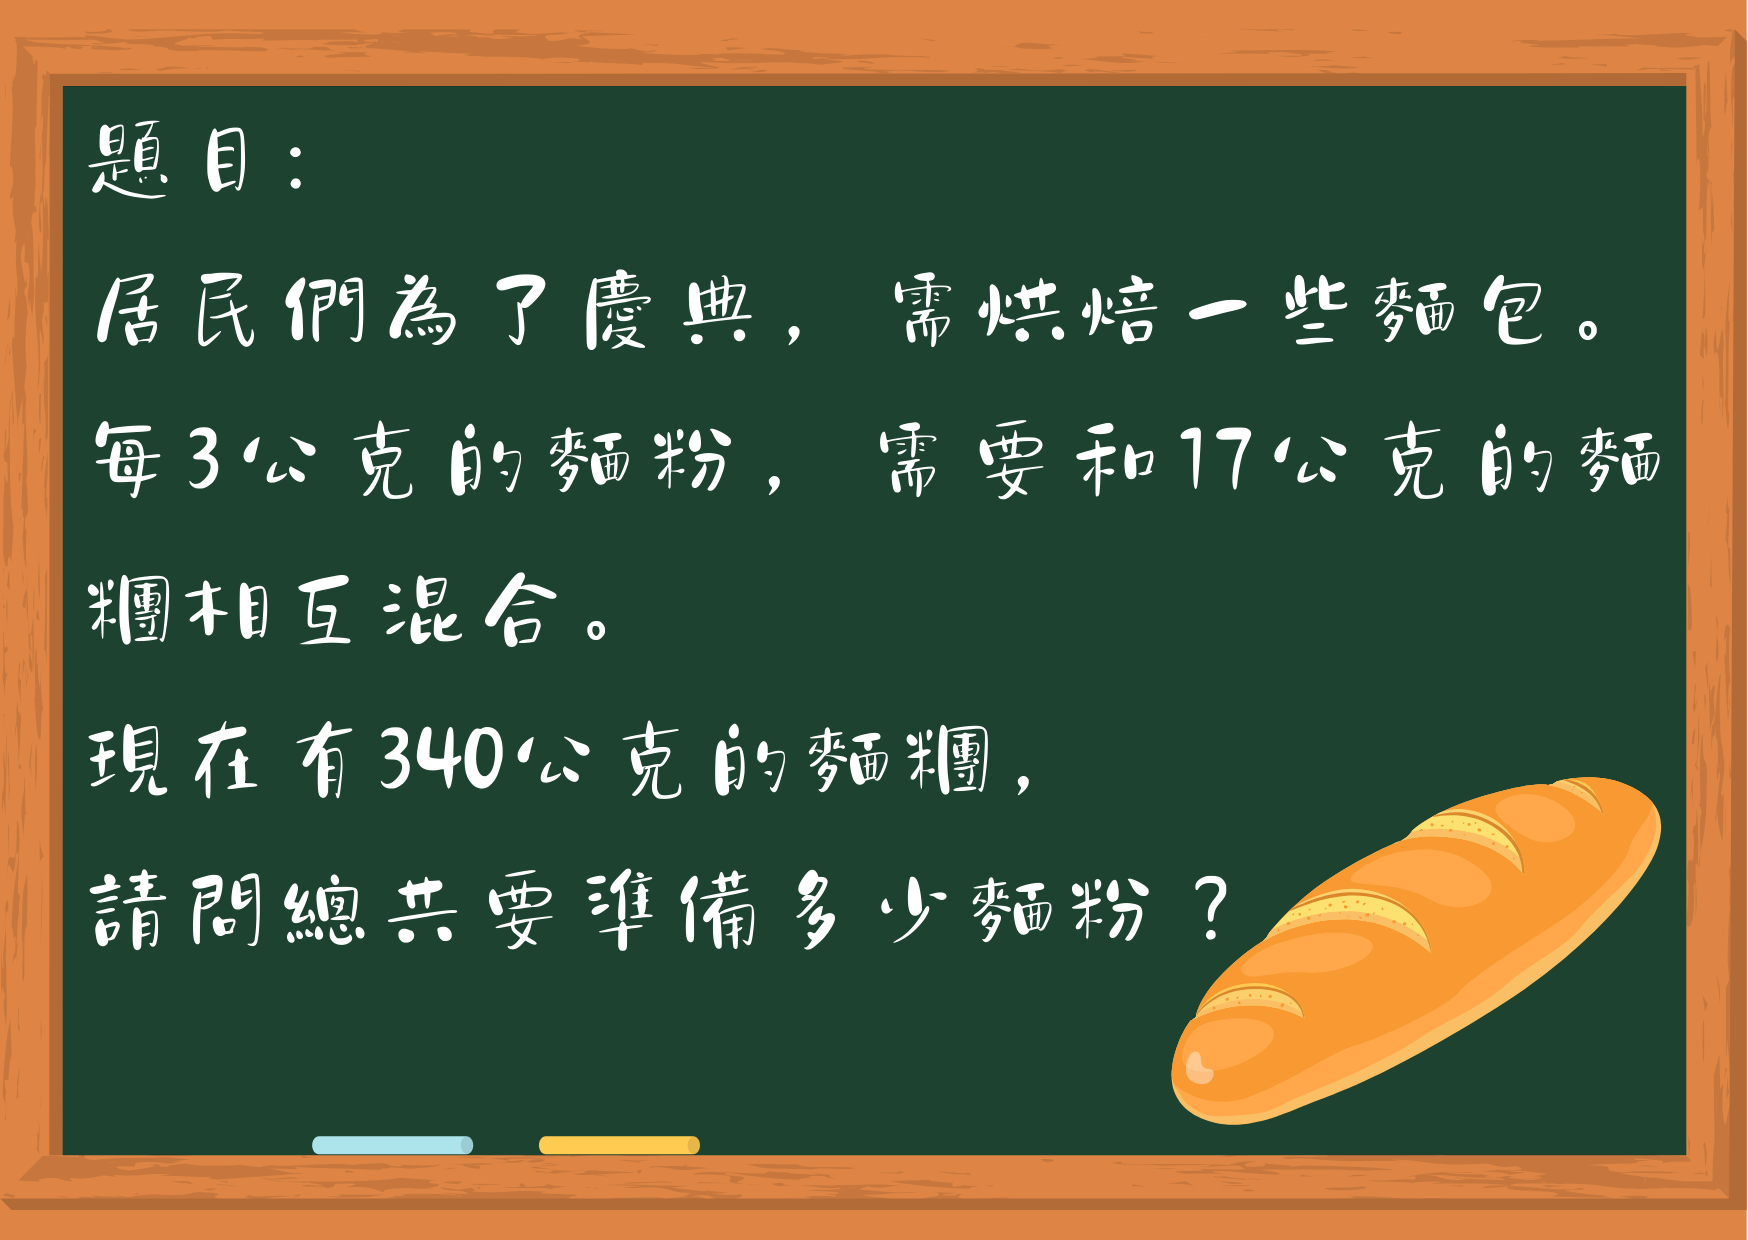 題目：
居民們為了慶典，需烘焙一些麵包。
每3公克的麵粉，需要和17公克的麵
糰相互混合。
現在有340公克的麵糰，
請問總共要準備多少麵粉？